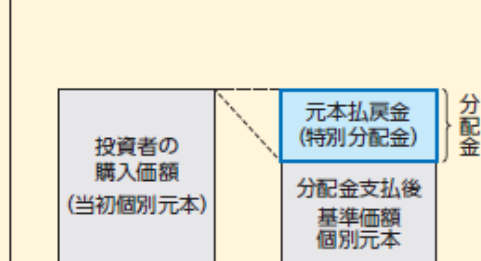 投資者の
購入価額
(当初個別元本)
元本払戻金
(特別分配金)
分配金
分配金支払後
基準価額
個別元本